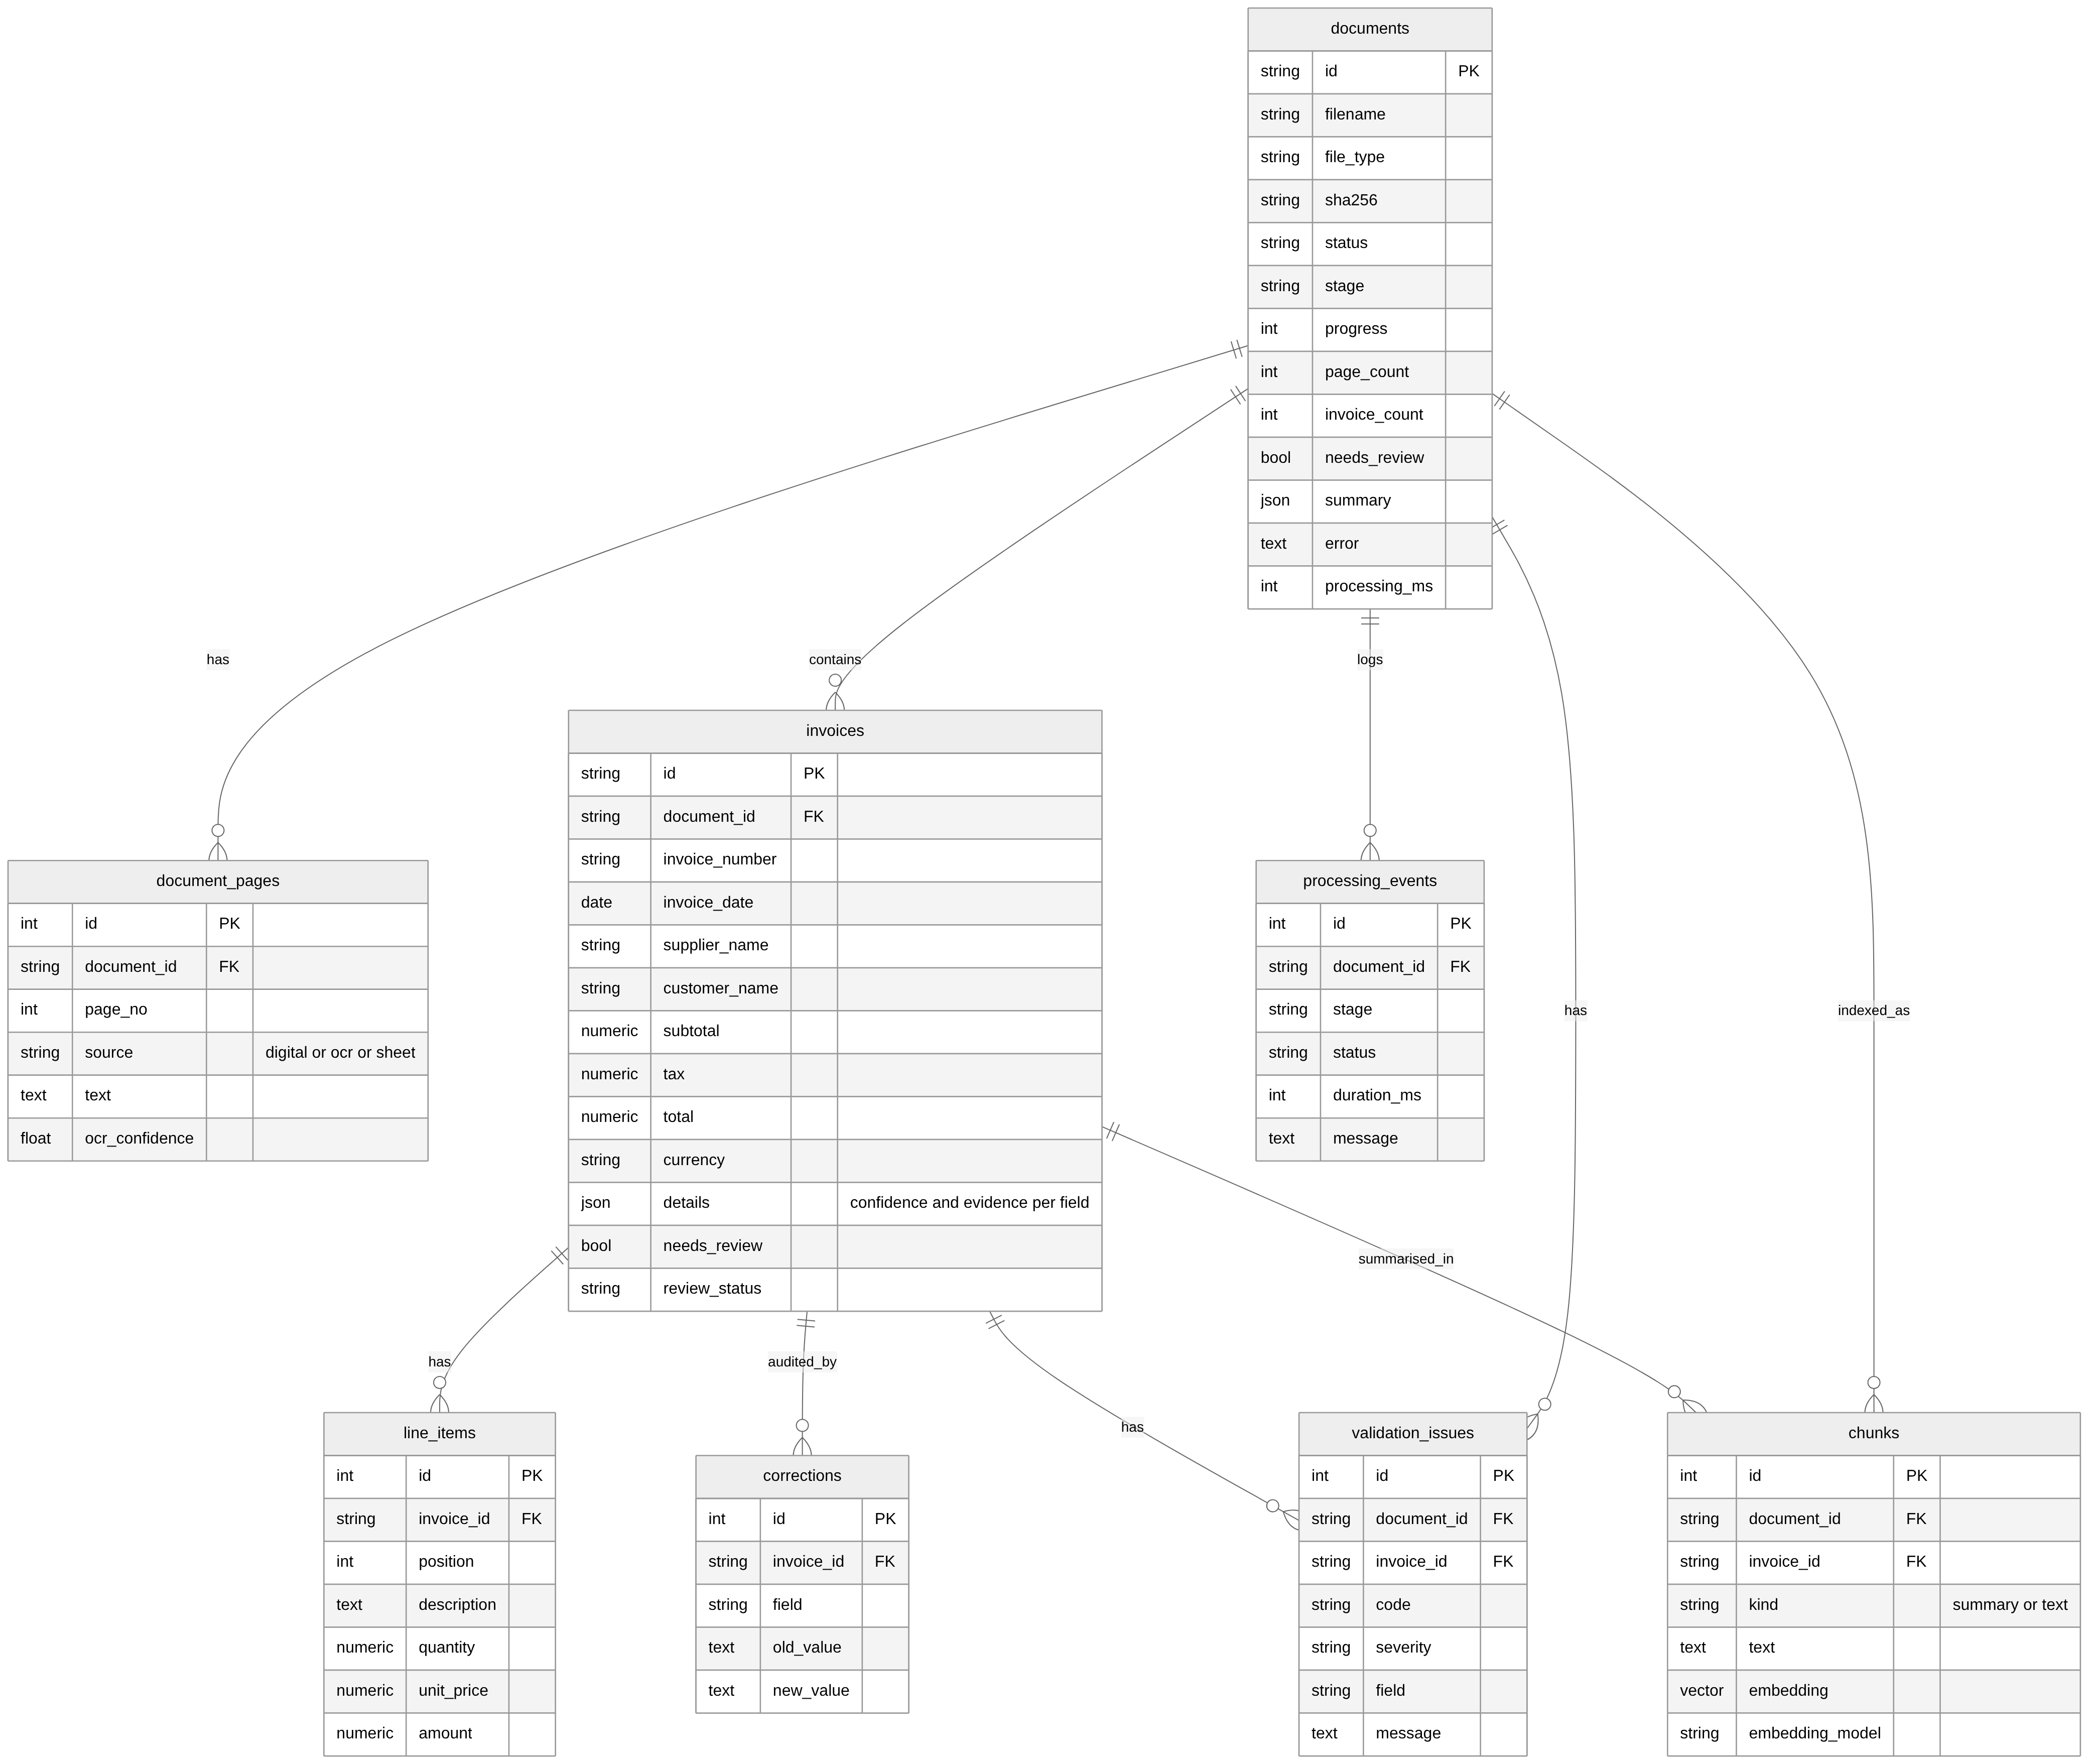 documents
string id PK
string filename
string file_type
string sha256
string status
string stage
int progress
int page_count
int invoice_count
bool needs_review
json summary
text error
int processing_ms
has
contains
logs
invoices
string id PK
string document_id FK
string invoice_number
date invoice_date
string supplier_name
string customer_name
numeric subtotal
numeric tax
numeric total
string currency
json details confidence and evidence per field
bool needs_review
string review_status
document_pages
int id PK
string document_id FK
int page_no
string source digital or ocr or sheet
text text
float ocr_confidence
processing_events
int id PK
string document_id FK
string stage
string status
int duration_ms
text message
has
indexed_as
summarised_in
has
audited_by
has
line_items
int id PK
string invoice_id FK
int position
text description
numeric quantity
numeric unit_price
numeric amount
corrections
int id PK
string invoice_id FK
string field
text old_value
text new_value
validation_issues
int id PK
string document_id FK
string invoice_id FK
string code
string severity
string field
text message
chunks
int id PK
string document_id FK
string invoice_id FK
string kind summary or text
text text
vector embedding
string embedding_model